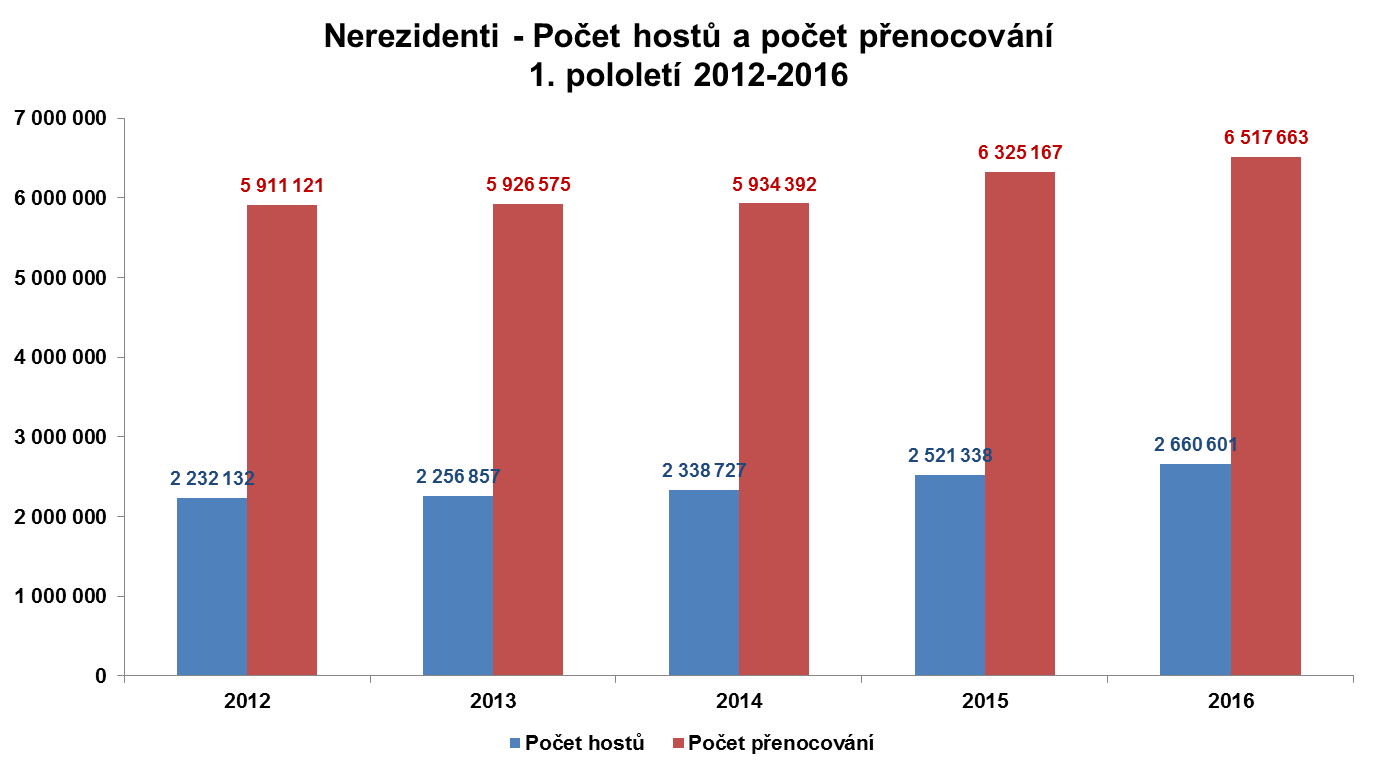 Nerezidenti - Počet hostů a počet přenocování
1. pololetí 2012-2016
7 000 000
6 000 000
5 000 000
4 000 000
3 000 000
2 000 000
1 000 000
0
5 911 121
5 926 575
5 934 392
6 325 167
6 517 663
2 232 132
2 256 857
2 338 727
2 521 338
2 660 601
2012
2013
2014
2015
2016
Počet hostů
Počet přenocování